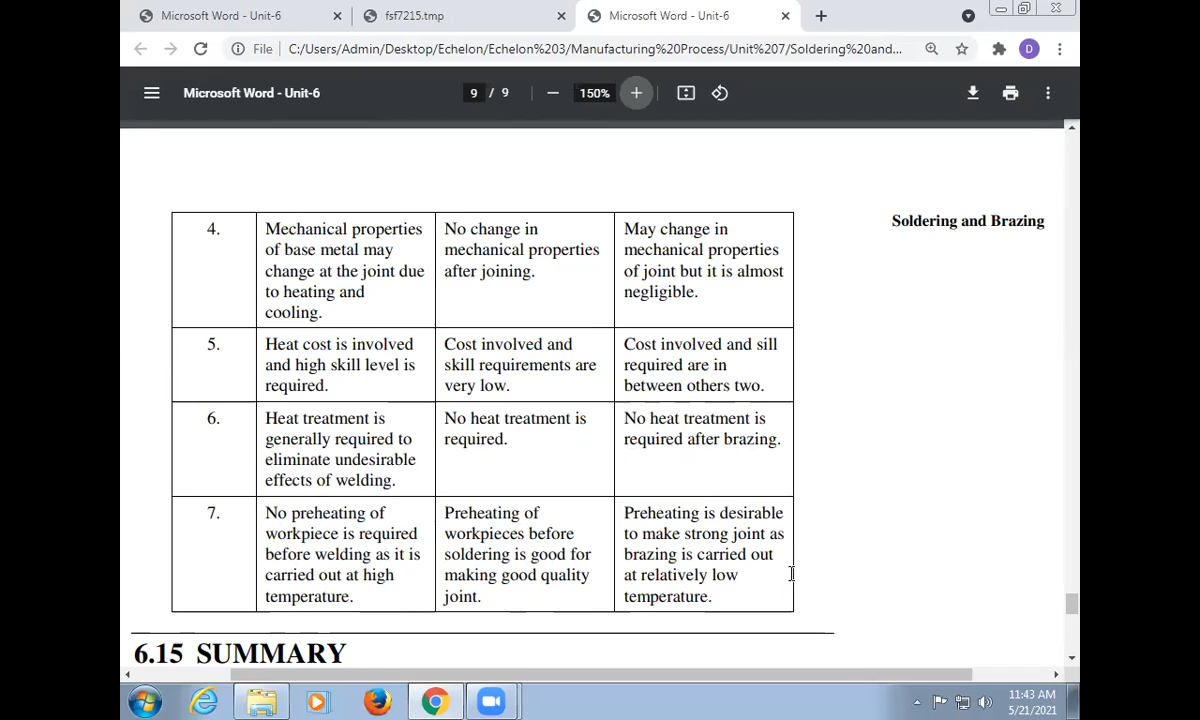 Microsoft Word - Unit-6
fsf7215.tmp
Microsoft Word - Unit-6
File
C:/Users/Admin/Desktop/Echelon/Echelon%203/Manufacturing%20Process/Unit%207/Soldering%20and...
D
Microsoft Word - Unit-6
9 / 9
150%
Soldering and Brazing
4.
Mechanical properties
of base metal may
change at the joint due
to heating and
cooling.
No change in
mechanical properties
after joining.
May change in
mechanical properties
of joint but it is almost
negligible.
5.
Heat cost is involved
and high skill level is
required.
Cost involved and
skill requirements are
very low.
Cost involved and sill
required are in
between others two.
6.
Heat treatment is
generally required to
eliminate undesirable
effects of welding.
No heat treatment is
required.
No heat treatment is
required after brazing.
7.
No preheating of
workpiece is required
before welding as it is
carried out at high
temperature.
Preheating of
workpieces before
soldering is good for
making good quality
joint.
Preheating is desirable
to make strong joint as
brazing is carried out
at relatively low
temperature.
6.15 SUMMARY
11:43 AM
5/21/2021